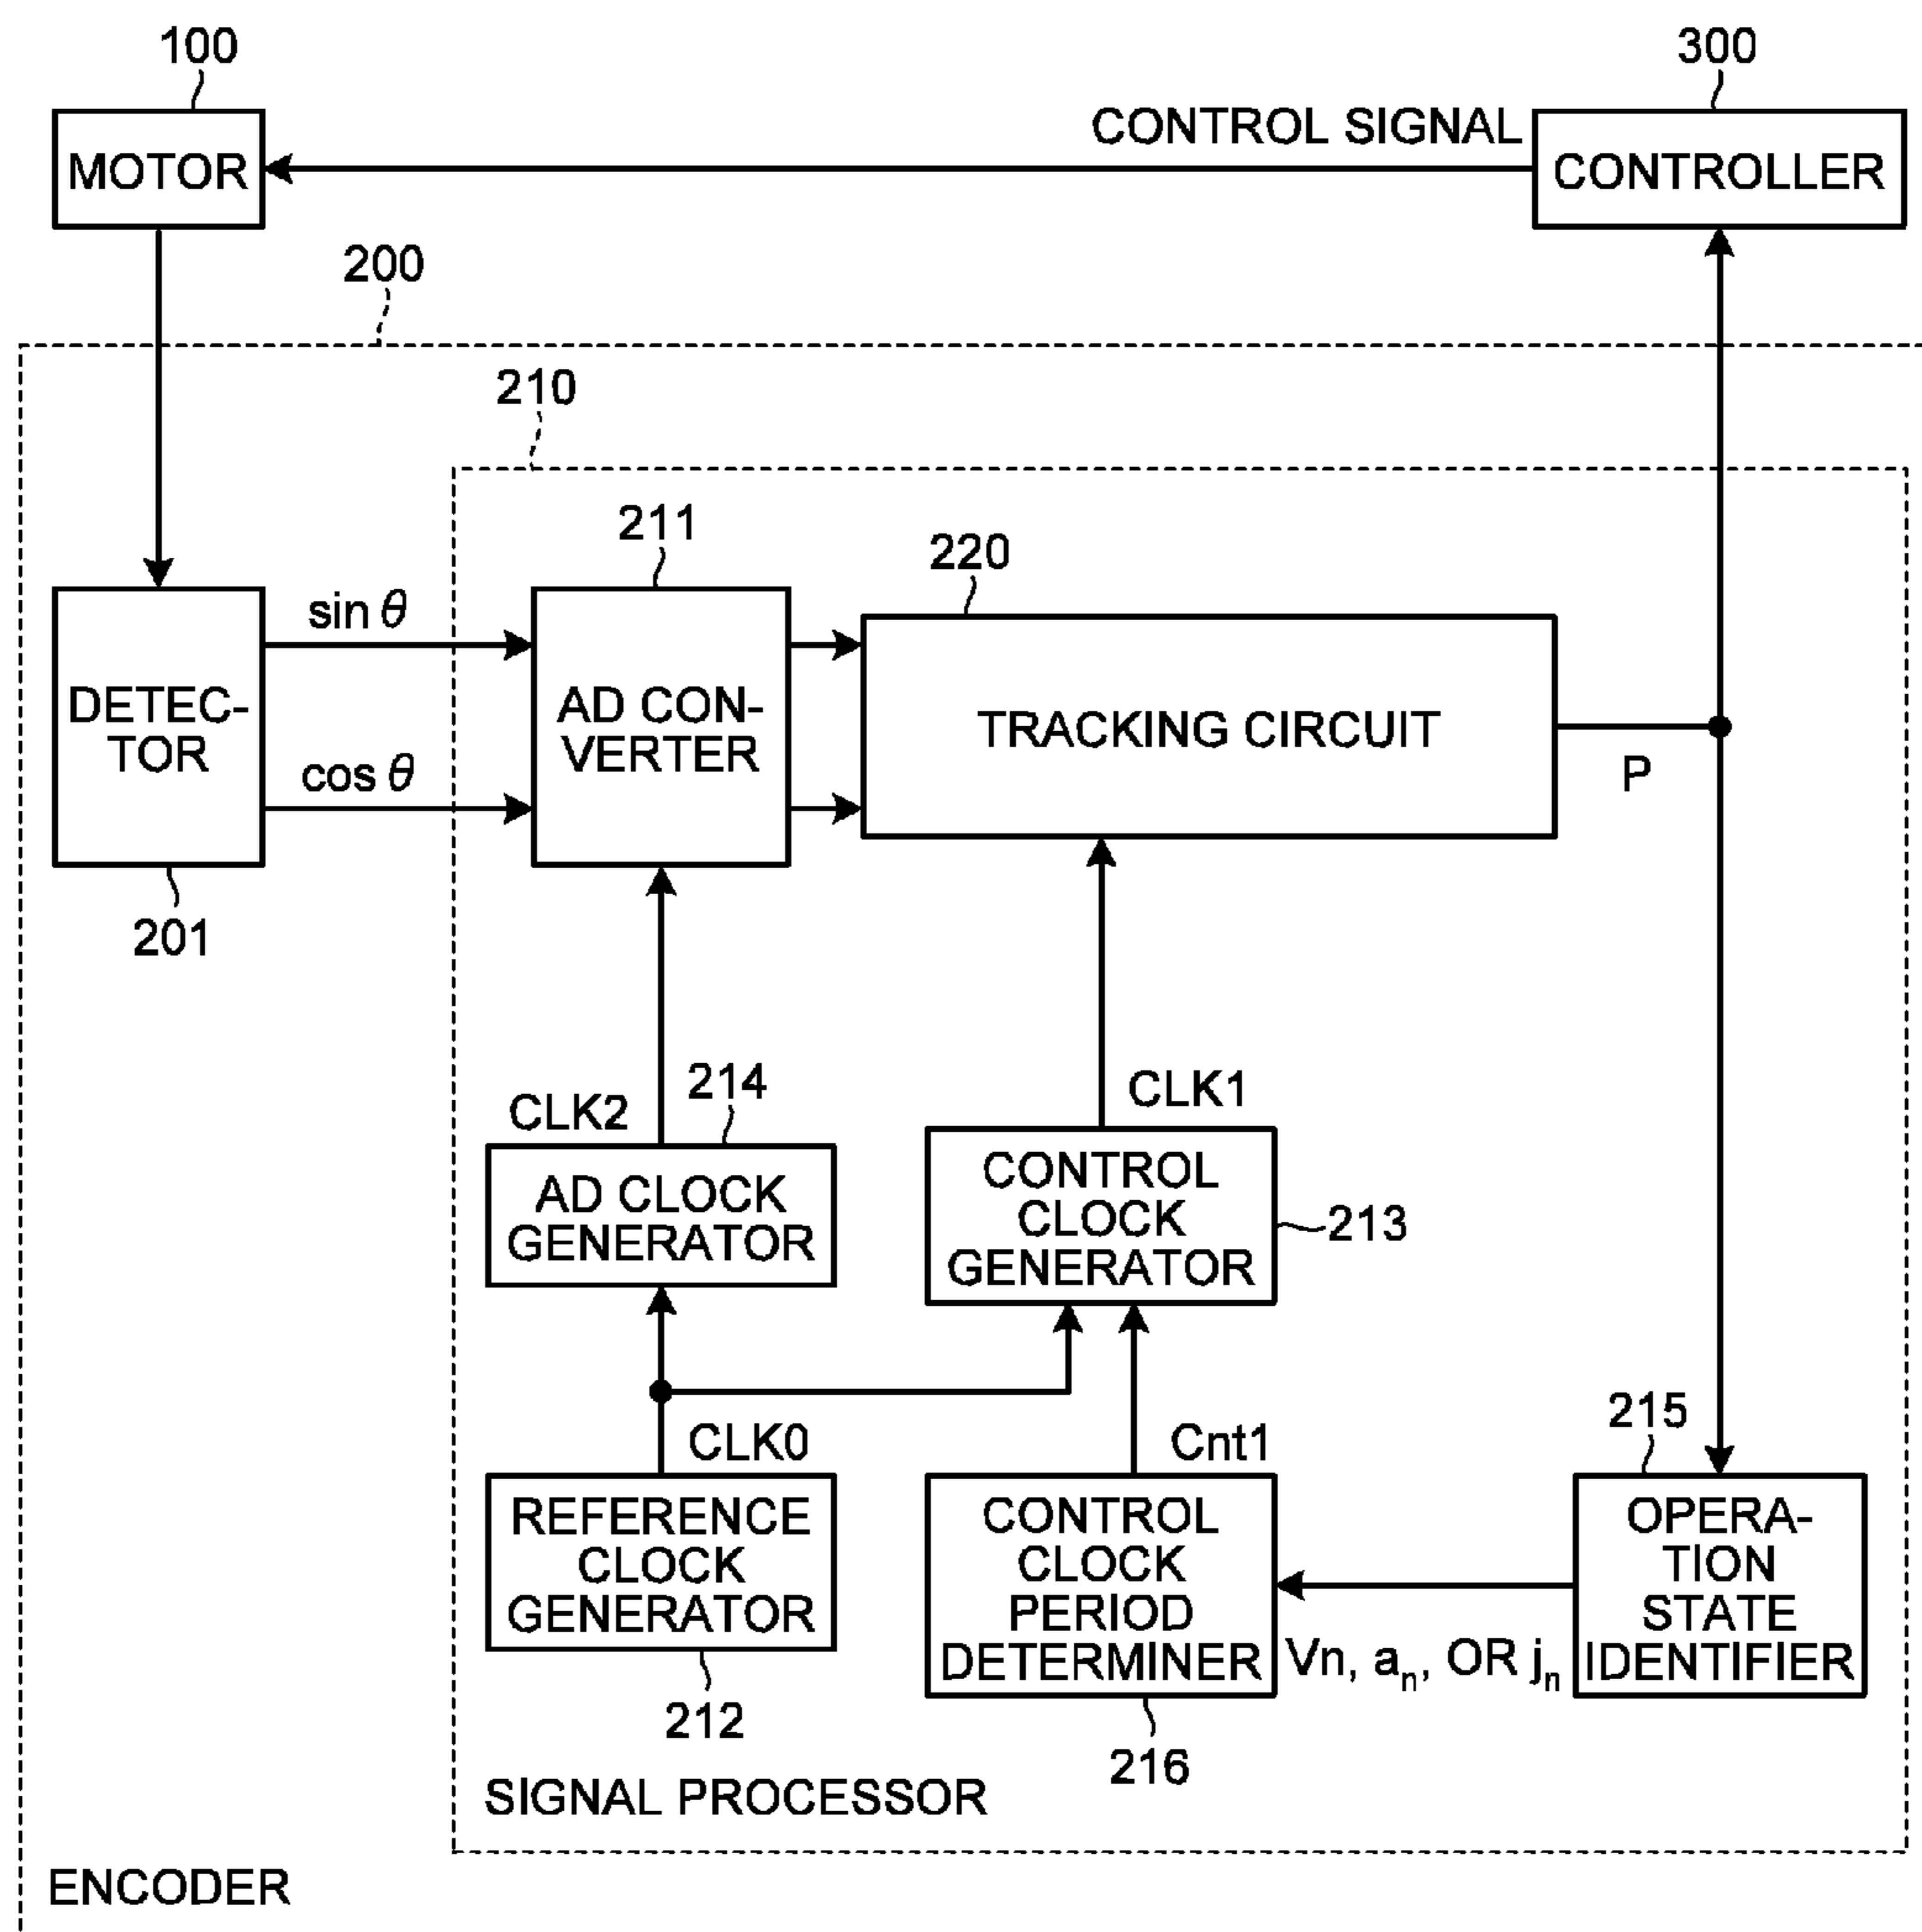 100
300
CONTROL SIGNAL
MOTOR
CONTROLLER
200
210
211
220
sin θ
DETEC-
TOR
AD CON-
VERTER
TRACKING CIRCUIT
cos θ
P
201
214
CLK2
CLK1
AD CLOCK
GENERATOR
CONTROL
CLOCK
GENERATOR
213
215
CLK0
Cnt1
REFERENCE
CLOCK
GENERATOR
CONTROL
CLOCK
PERIOD
DETERMINER
OPERA-
TION
STATE
IDENTIFIER
Vn, an, OR jn
212
216
SIGNAL PROCESSOR
ENCODER